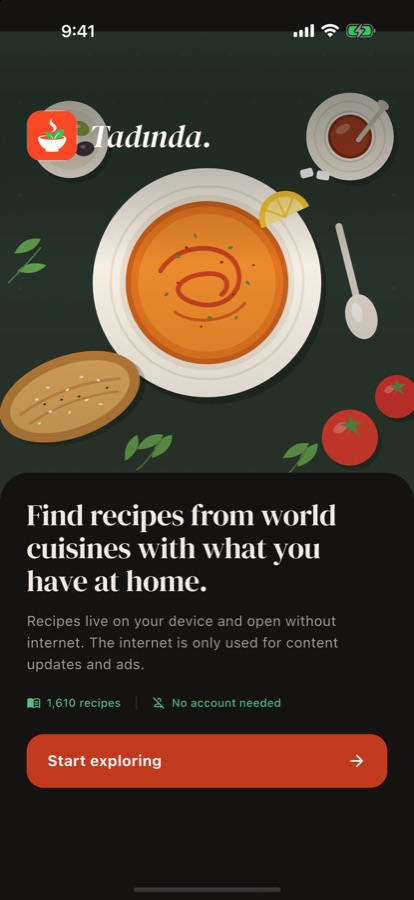 9:41
Tadında.
Find recipes from world
cuisines with what you
have at home.
Recipes live on your device and open without
internet. The internet is only used for content
updates and ads.
1,610 recipes
No account needed
Start exploring